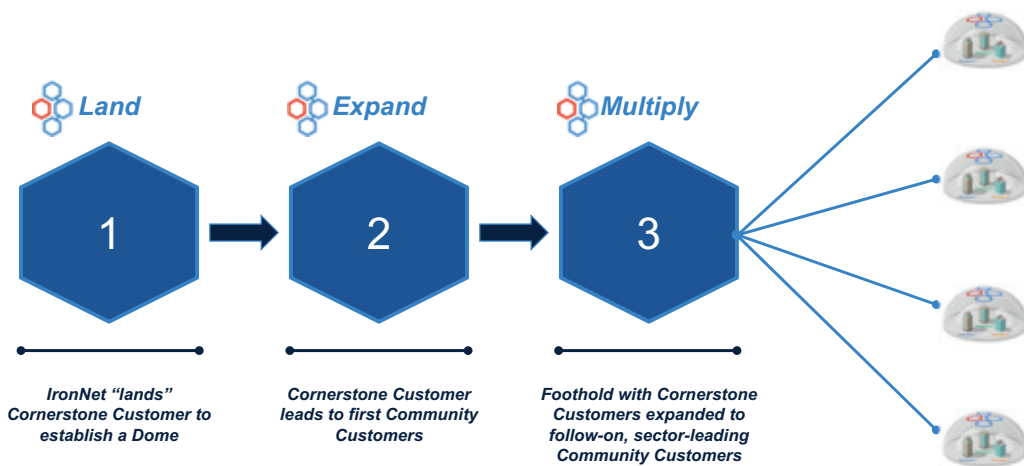 Land
Expand
Multiply
1
2
3
IronNet “lands”
Cornerstone Customer to
establish a Dome
Cornerstone Customer
leads to first Community
Customers
Foothold with Cornerstone
Customers expanded to
follow-on, sector-leading
Community Customers